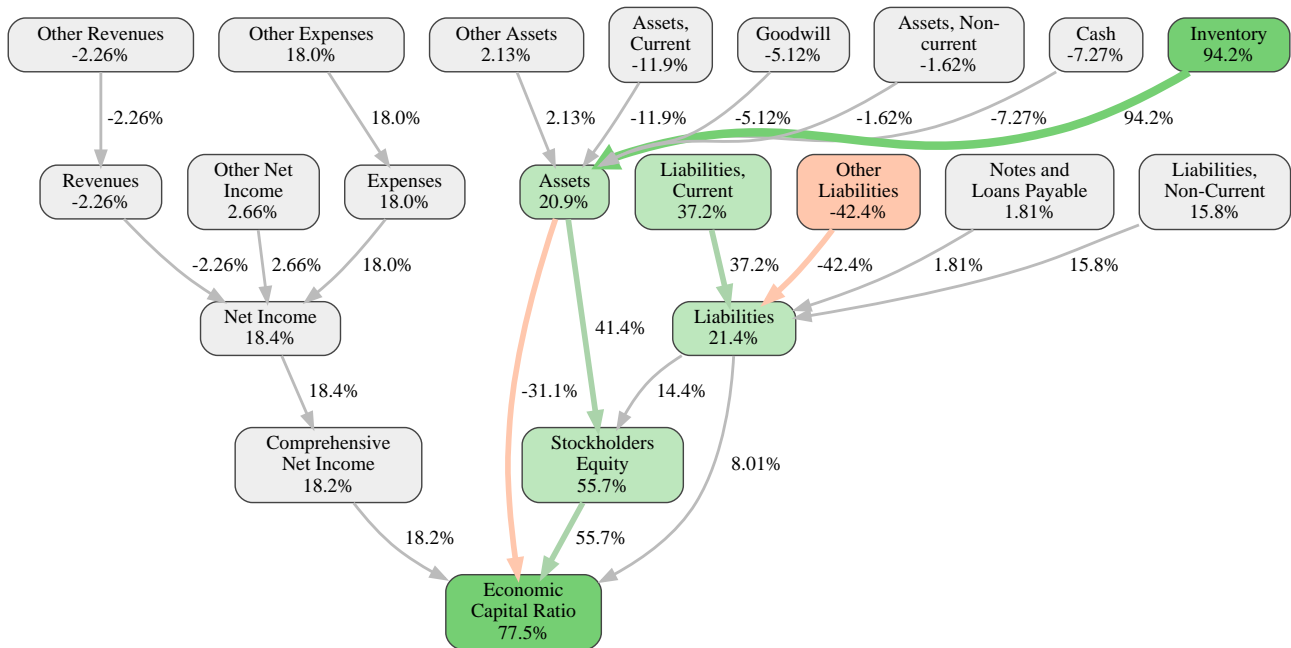 Other Revenues
-2.26%
Other Expenses
18.0%
Other Assets
2.13%
Assets,
Current
-11.9%
Goodwill
-5.12%
Assets, Non-
current
-1.62%
Cash
-7.27%
Inventory
94.2%
-2.26%
18.0%
2.13%
-11.9%
-5.12%
-1.62%
-7.27%
94.2%
Revenues
-2.26%
Other Net
Income
2.66%
Expenses
18.0%
Assets
20.9%
Liabilities,
Current
37.2%
Other
Liabilities
-42.4%
Notes and
Loans Payable
1.81%
Liabilities,
Non-Current
15.8%
-2.26%
2.66%
18.0%
37.2%
-42.4%
1.81%
15.8%
Net Income
18.4%
41.4%
Liabilities
21.4%
18.4%
-31.1%
14.4%
Comprehensive
Net Income
18.2%
Stockholders
Equity
55.7%
8.01%
18.2%
55.7%
Economic
Capital Ratio
77.5%